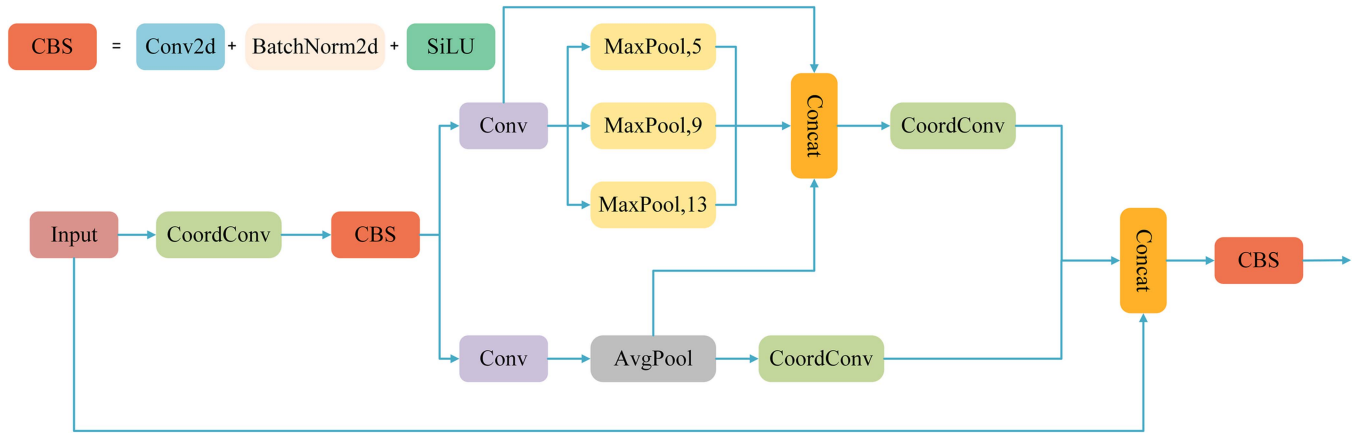 CBS = Conv2d + BatchNorm2d + SiLU
MaxPool,5
Conv
MaxPool,9
Concat
CoordConv
MaxPool,13
Input
CoordConv
CBS
Concat
CBS
Conv
AvgPool
CoordConv